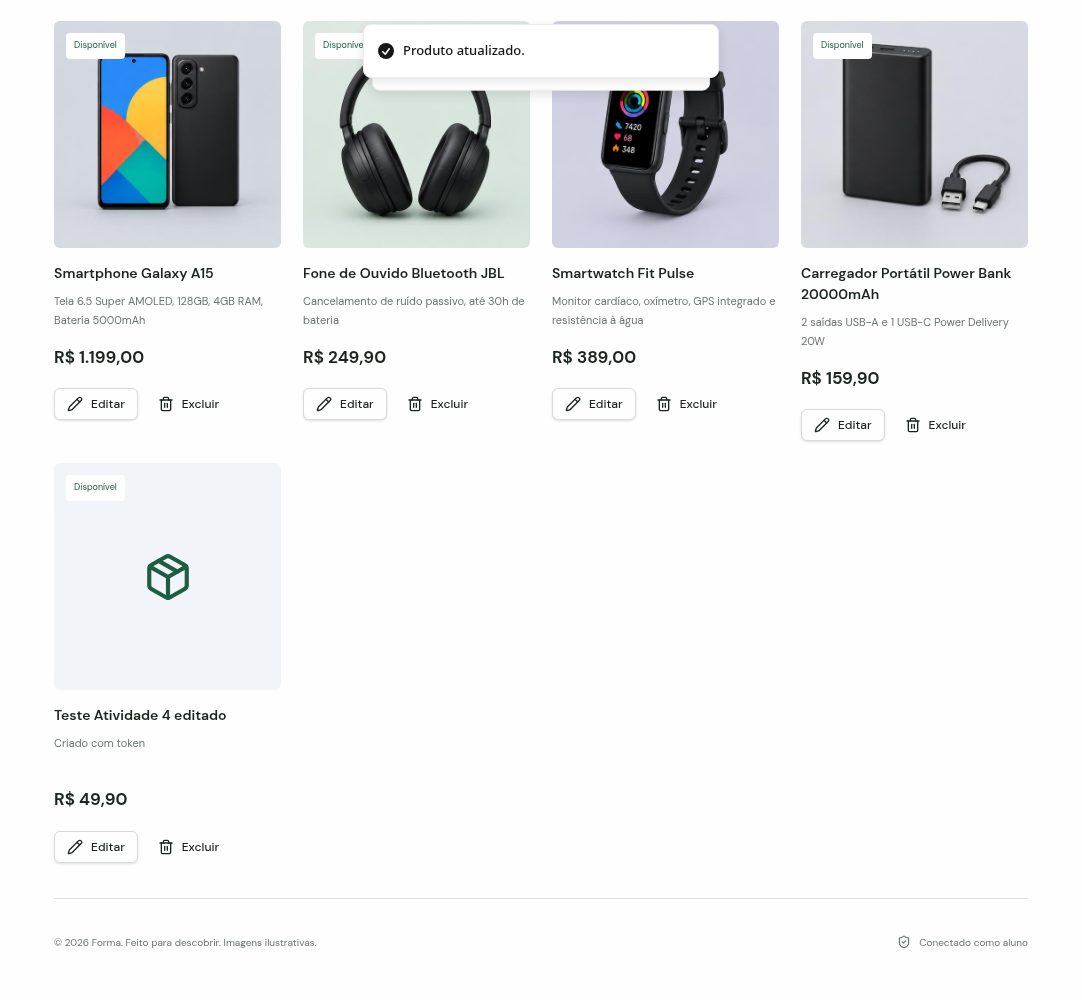 Produto atualizado.
Disponível
Disponíve
Disponível
7420
68
348
Smartphone Galaxy A15
Tela 6.5 Super AMOLED, 128GB, 4GB RAM,
Bateria 5000mAh
R$ 1.199,00
Editar
Excluir
Fone de Ouvido Bluetooth JBL
Cancelamento de ruído passivo, até 30h de
bateria
R$ 249,90
Editar
Excluir
Smartwatch Fit Pulse
Monitor cardíaco, oxímetro, GPS integrado e
resistência à água
R$ 389,00
Editar
Excluir
Carregador Portátil Power Bank
20000mAh
2 saídas USB-A e 1 USB-C Power Delivery
20W
R$ 159,90
Editar
Excluir
Disponível
Teste Atividade 4 editado
Criado com token
R$ 49,90
Editar
Excluir
© 2026 Forma. Feito para descobrir. Imagens ilustrativas.
Conectado como aluno